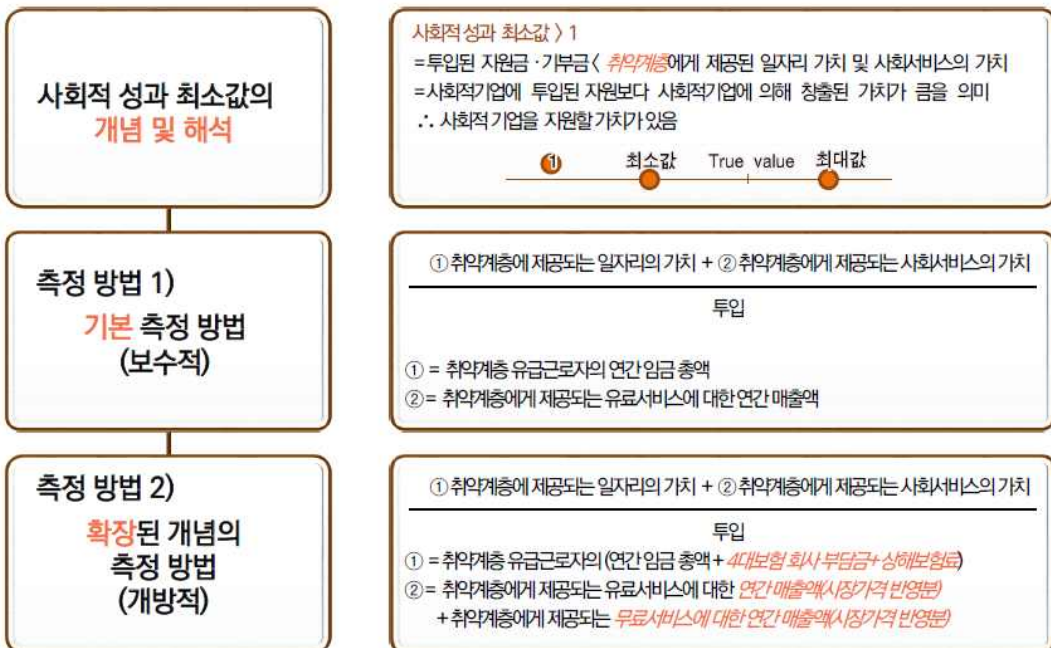 사회적 성과 최소값의
개념 및 해석
사회적 성과 최소값 > 1
=투입된 지원금·기부금< 취약계층에게 제공된 일자리 가치 및 사회서비스의 가치
=사회적기업에 투입된 자원보다 사회적기업에 의해 창출된 가치가 큼을 의미
∴ 사회적 기업을 지원할 가치가 있음
1 최소값 True value 최대값
측정 방법 1)
기본 측정 방법
(보수적)
① 취약계층에 제공되는 일자리의 가치 + ② 취약계층에게 제공되는 사회서비스의 가치
투입
① = 취약계층 유급근로자의 연간 임금 총액
②= 취약계층에게 제공되는 유료서비스에 대한 연간 매출액
측정 방법 2)
확장된 개념의
측정 방법
(개방적)
① 취약계층에 제공되는 일자리의 가치 + ② 취약계층에게 제공되는 사회서비스의 가치
투입
① = 취약계층 유급근로자의 (연간 임금 총액 + 4대보험 회사 부담금+상해보험료)
②= 취약계층에게 제공되는 유료서비스에 대한 연간 매출액(시장가격 반영분)
+ 취약계층에게 제공되는 무료서비스에 대한 연간 매출액(시장가격 반영분)